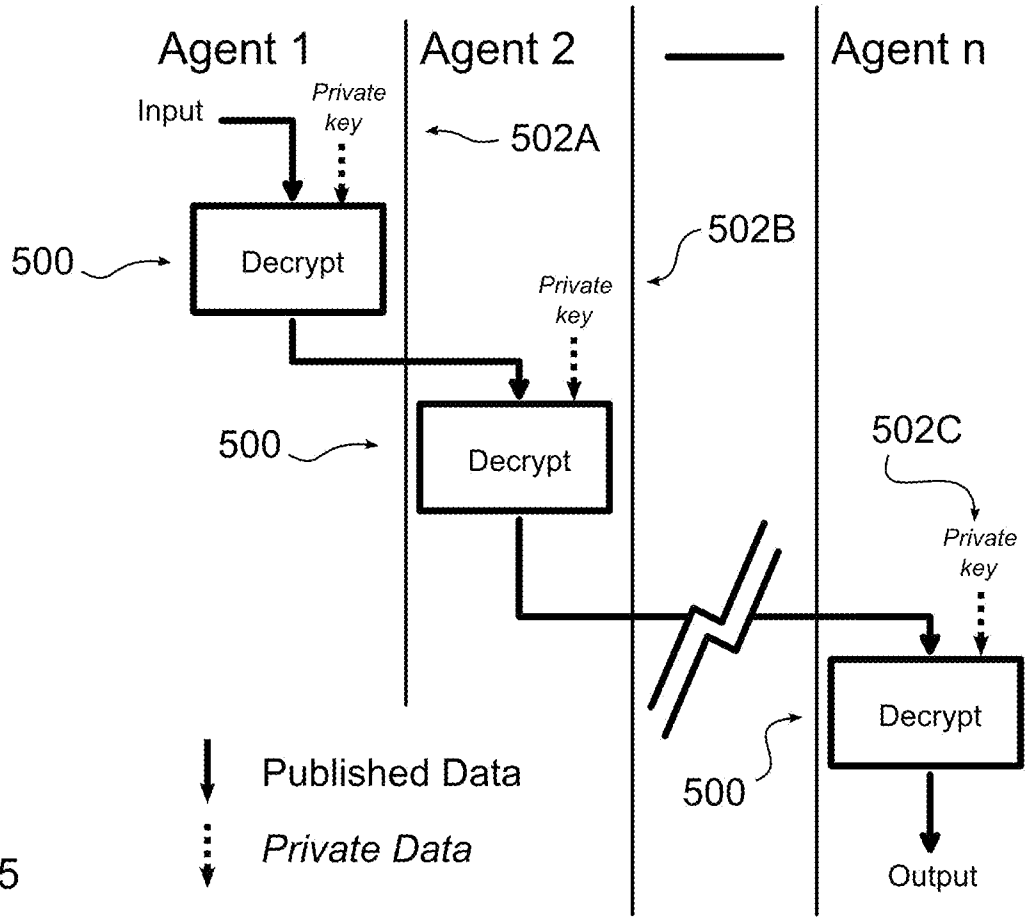 Agent 1
Agent 2
Agent n
Input
Private
key
502A
500
Decrypt
502B
Private
key
500
Decrypt
502C
Private
key
Decrypt
500
Published Data
Private Data
Output
5